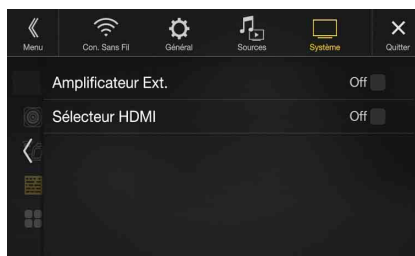 Menu
Con. Sans Fil
Général
Sources
Système
Quitter
Amplificateur Ext. Off
Sélecteur HDMI Off